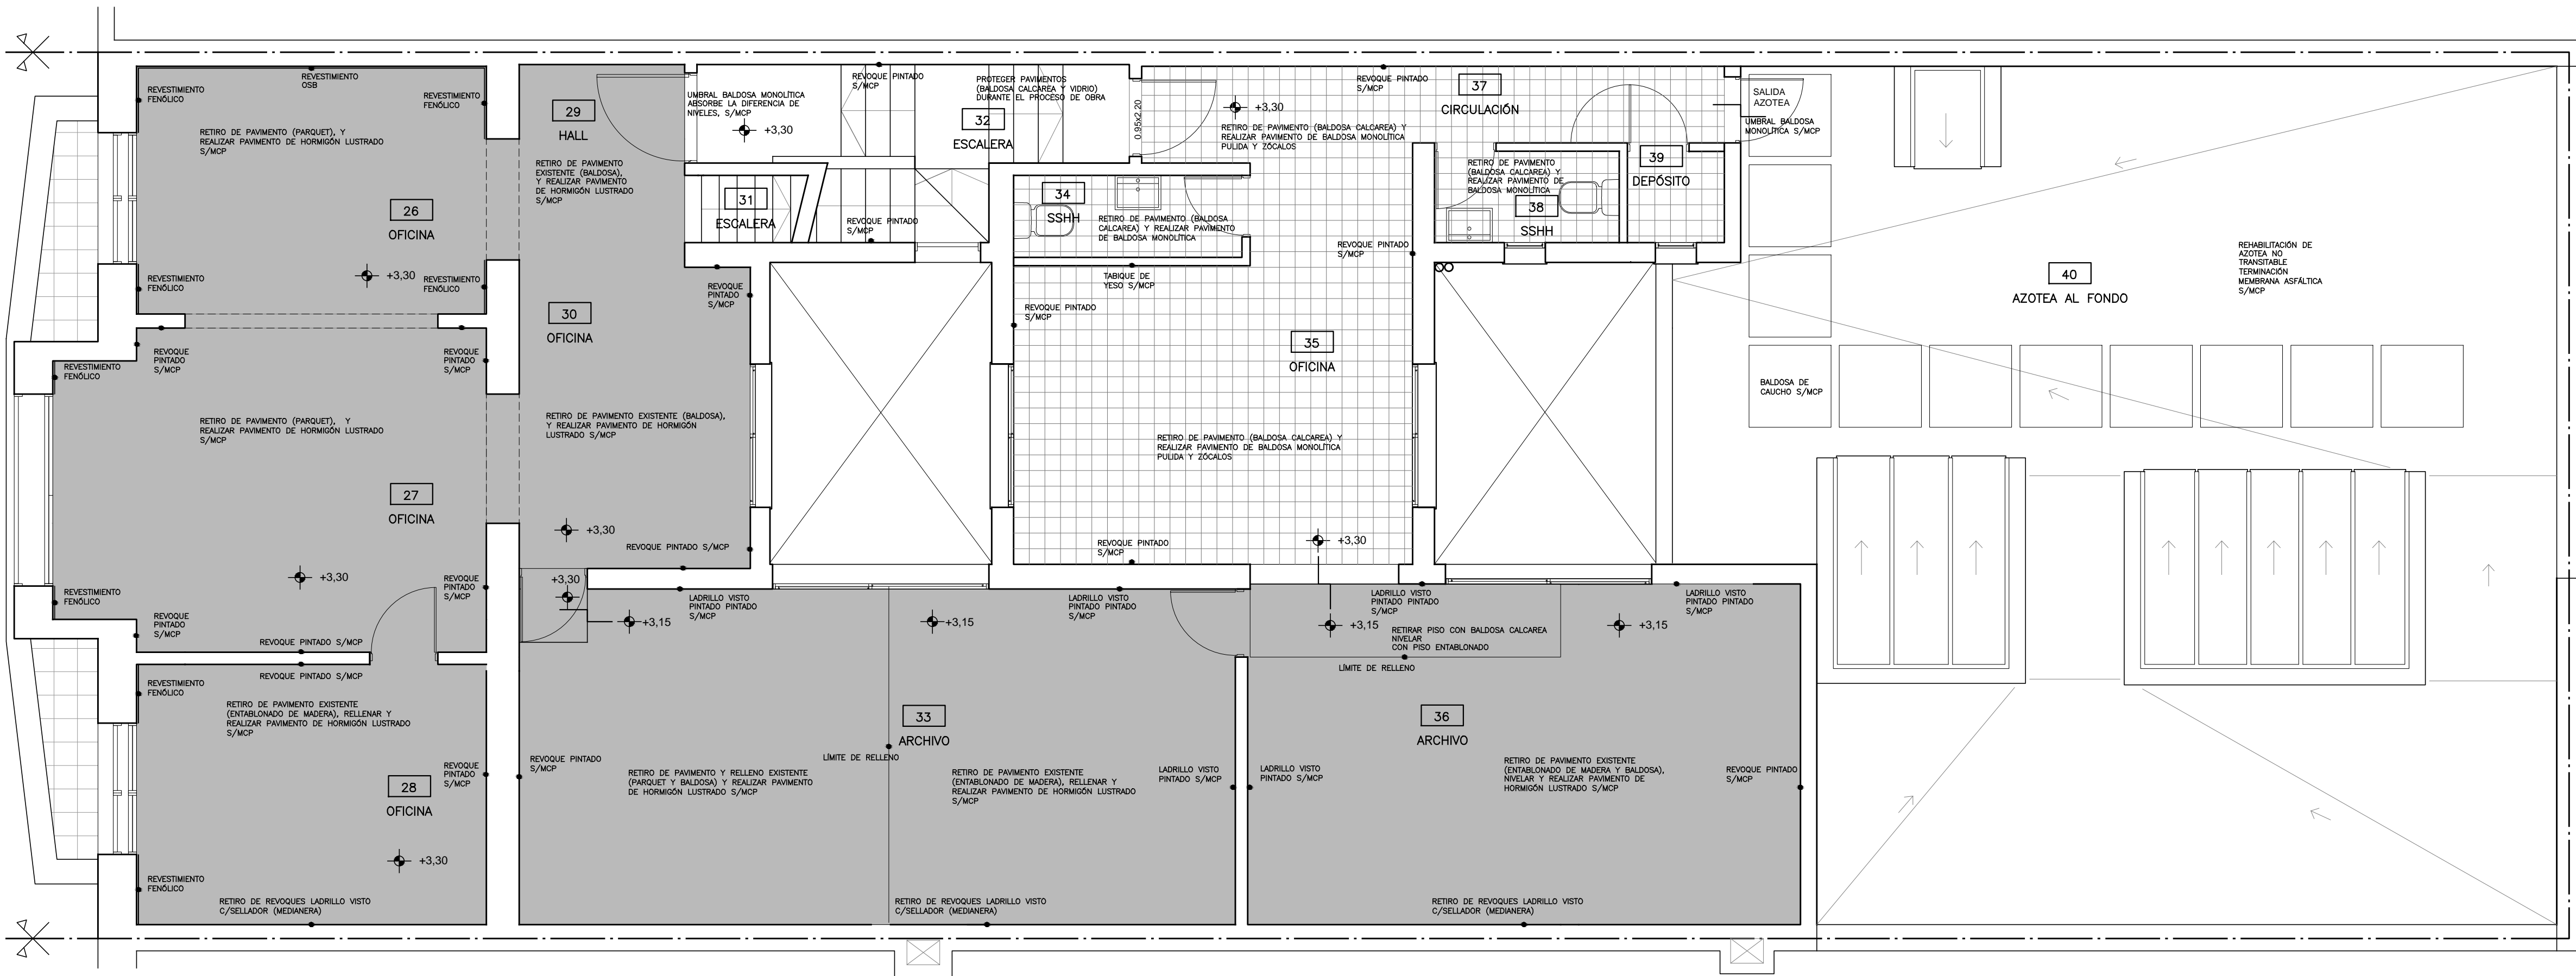 REVESTIMIENTO
OSB
REVESTIMIENTO
FENÓLICO
REVESTIMIENTO
FENÓLICO
RETIRO DE PAVIMENTO (PARQUET), Y
REALIZAR PAVIMENTO DE HORMIGÓN LUSTRADO
S/MCP
26
OFICINA
+3,30
REVESTIMIENTO
FENÓLICO
REVESTIMIENTO
FENÓLICO
29
HALL
RETIRO DE PAVIMENTO
EXISTENTE (BALDOSA),
Y REALIZAR PAVIMENTO
DE HORMIGÓN LUSTRADO
S/MCP
UMBRAL BALDOSA MONOLÍTICA
ABSORBE LA DIFERENCIA DE
NIVELES, S/MCP
+3,30
REVOQUE PINTADO
S/MCP
PROTEGER PAVIMENTOS
(BALDOSA CALCAREA Y VIDRIO)
DURANTE EL PROCESO DE OBRA
32
ESCALERA
0.95x2.20
31
ESCALERA
REVOQUE PINTADO
S/MCP
+3,30
RETIRO DE PAVIMENTO (BALDOSA CALCAREA) Y
REALIZAR PAVIMENTO DE BALDOSA MONOLÍTICA
PULIDA Y ZÓCALOS
REVOQUE PINTADO
S/MCP
37
CIRCULACIÓN
34
SSHH
RETIRO DE PAVIMENTO (BALDOSA
CALCAREA) Y REALIZAR PAVIMENTO
DE BALDOSA MONOLÍTICA
RETIRO DE PAVIMENTO
(BALDOSA CALCAREA) Y
REALIZAR PAVIMENTO DE
BALDOSA MONOLÍTICA
38
SSHH
39
DEPÓSITO
SALIDA
AZOTEA
UMBRAL BALDOSA
MONOLÍTICA S/MCP
40
AZOTEA AL FONDO
REHABILITACIÓN DE
AZOTEA NO
TRANSITABLE
TERMINACIÓN
MEMBRANA ASFÁLTICA
S/MCP
BALDOSA DE
CAUCHO S/MCP
REVOQUE
PINTADO
S/MCP
30
OFICINA
TABIQUE DE
YESO S/MCP
REVOQUE PINTADO
S/MCP
REVOQUE PINTADO
S/MCP
35
OFICINA
RETIRO DE PAVIMENTO (BALDOSA CALCAREA) Y
REALIZAR PAVIMENTO DE BALDOSA MONOLÍTICA
PULIDA Y ZÓCALOS
REVOQUE PINTADO
S/MCP
+3,30
REVOQUE
PINTADO
S/MCP
REVOQUE
PINTADO
S/MCP
REVESTIMIENTO
FENÓLICO
RETIRO DE PAVIMENTO (PARQUET), Y
REALIZAR PAVIMENTO DE HORMIGÓN LUSTRADO
S/MCP
27
OFICINA
+3,30
REVESTIMIENTO
FENÓLICO
REVOQUE
PINTADO
S/MCP
REVOQUE
PINTADO
S/MCP
REVOQUE PINTADO S/MCP
RETIRO DE PAVIMENTO EXISTENTE (BALDOSA),
Y REALIZAR PAVIMENTO DE HORMIGÓN
LUSTRADO S/MCP
+3,30
REVOQUE PINTADO S/MCP
+3,30
+3,15
LADRILLO VISTO
PINTADO PINTADO
S/MCP
+3,15
LADRILLO VISTO
PINTADO PINTADO
S/MCP
LADRILLO VISTO
PINTADO PINTADO
S/MCP
+3,15
RETIRAR PISO CON BALDOSA CALCAREA
NIVELAR
CON PISO ENTABLONADO
LÍMITE DE RELLENO
+3,15
LADRILLO VISTO
PINTADO PINTADO
S/MCP
REVOQUE PINTADO S/MCP
REVESTIMIENTO
FENÓLICO
RETIRO DE PAVIMENTO EXISTENTE
(ENTABLONADO DE MADERA), RELLENAR Y
REALIZAR PAVIMENTO DE HORMIGÓN LUSTRADO
S/MCP
REVOQUE
PINTADO
S/MCP
28
OFICINA
+3,30
REVESTIMIENTO
FENÓLICO
RETIRO DE REVOQUES LADRILLO VISTO
C/SELLADOR (MEDIANERA)
REVOQUE PINTADO
S/MCP
RETIRO DE PAVIMENTO Y RELLENO EXISTENTE
(PARQUET Y BALDOSA) Y REALIZAR PAVIMENTO
DE HORMIGÓN LUSTRADO S/MCP
LÍMITE DE RELLENO
33
ARCHIVO
RETIRO DE PAVIMENTO EXISTENTE
(ENTABLONADO DE MADERA), RELLENAR Y
REALIZAR PAVIMENTO DE HORMIGÓN LUSTRADO
S/MCP
LADRILLO VISTO
PINTADO S/MCP
RETIRO DE REVOQUES LADRILLO VISTO
C/SELLADOR (MEDIANERA)
LADRILLO VISTO
PINTADO S/MCP
36
ARCHIVO
RETIRO DE PAVIMENTO EXISTENTE
(ENTABLONADO DE MADERA Y BALDOSA),
NIVELAR Y REALIZAR PAVIMENTO DE
HORMIGÓN LUSTRADO S/MCP
REVOQUE PINTADO
S/MCP
RETIRO DE REVOQUES LADRILLO VISTO
C/SELLADOR (MEDIANERA)